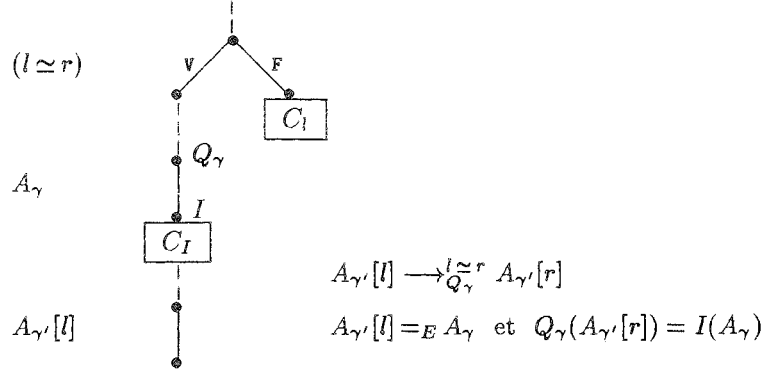 (l ≃ r)
V F
C_l
Q_γ
A_γ
I
C_I
A_γ'[l] ⟶^{l ≃ r}_{Q_γ} A_γ'[r]
A_γ'[l]
A_γ'[l] =_E A_γ et Q_γ(A_γ'[r]) = I(A_γ)